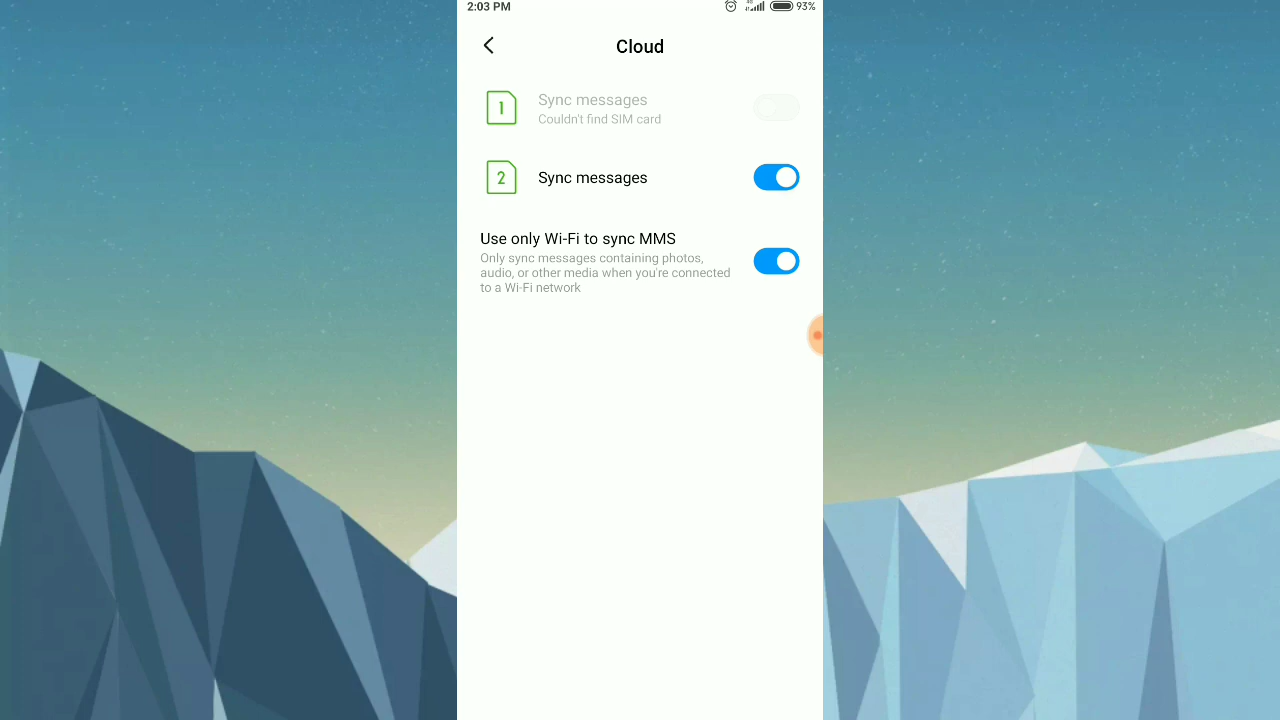 2:03 PM
4G
93%
Cloud
1
Sync messages
Couldn't find SIM card
2
Sync messages
Use only Wi-Fi to sync MMS
Only sync messages containing photos,
audio, or other media when you're connected
to a Wi-Fi network